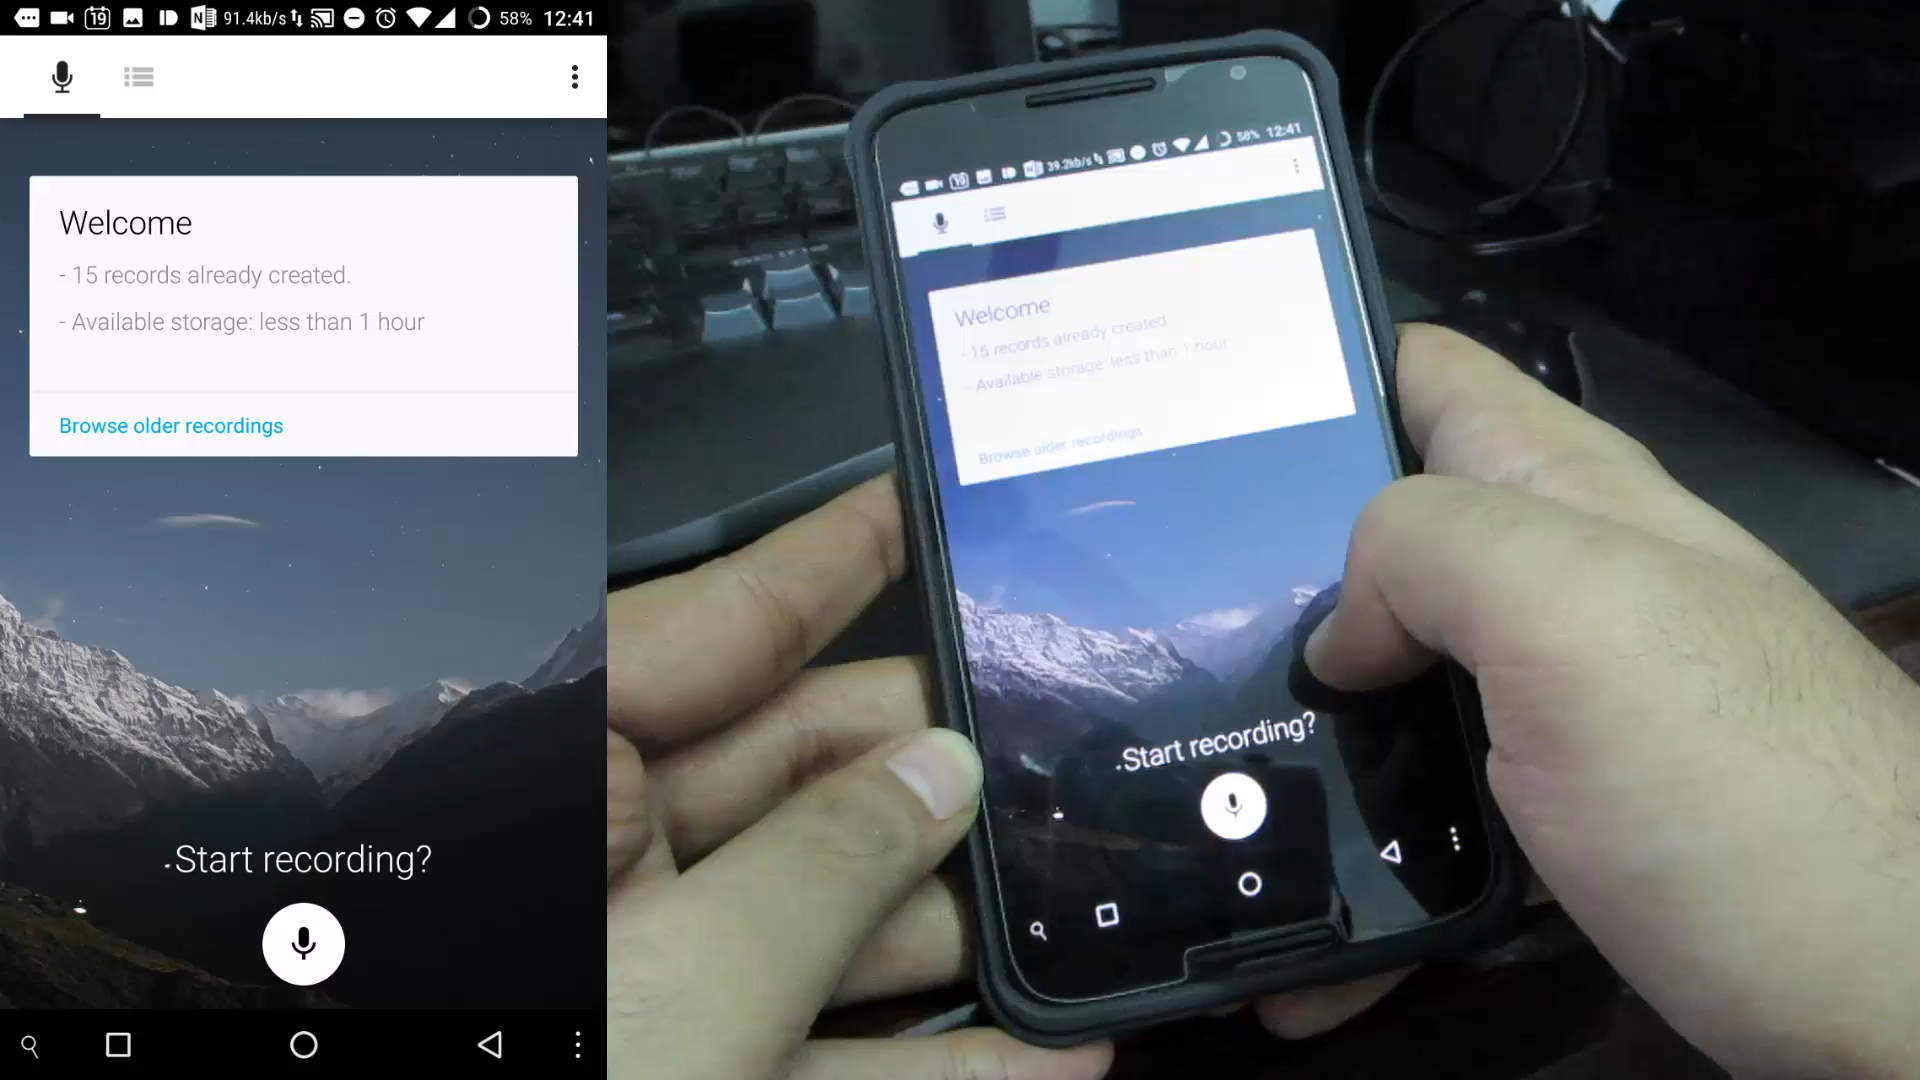 19 N 91.4kb/s 58% 12:41
Welcome
- 15 records already created.
- Available storage: less than 1 hour
Browse older recordings
Start recording?
19 N 39.2kb/s 58% 12:41
Welcome
- 15 records already created.
- Available storage: less than 1 hour
Browse older recordings
Start recording?